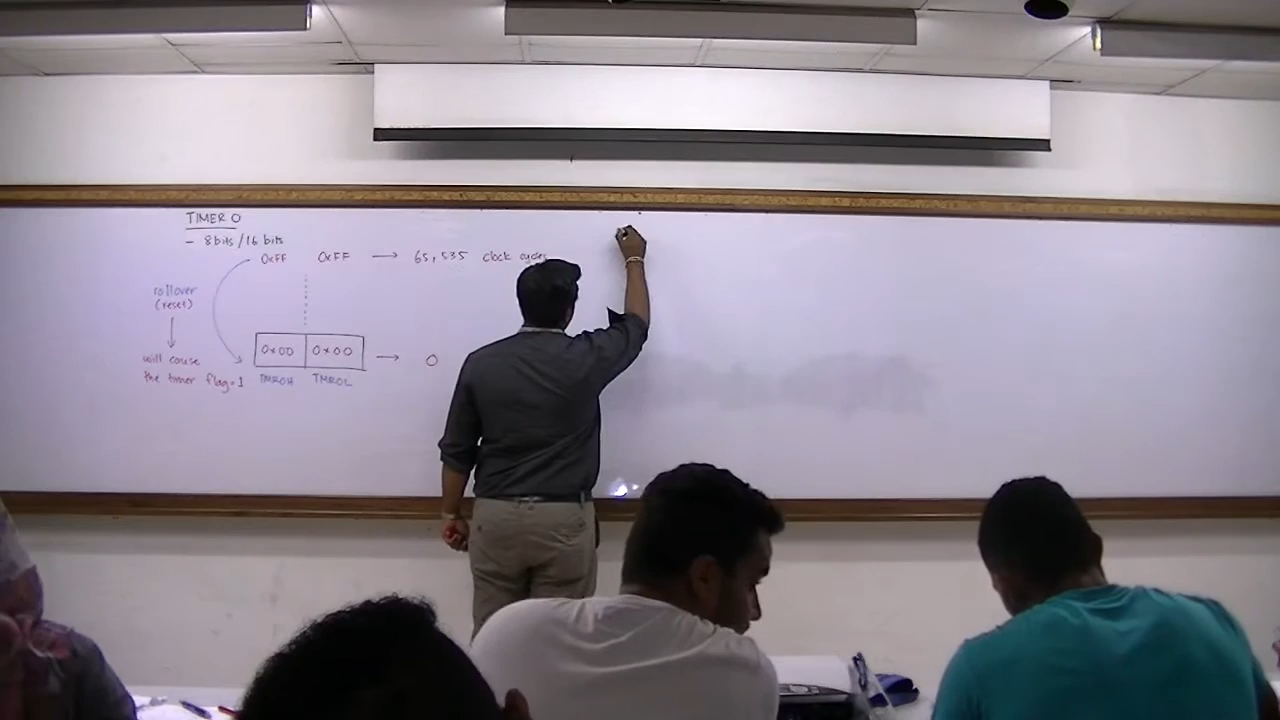 TIMER 0
- 8 bits / 16 bits
0xFF 0xFF → 65,535 clock cycles
rollover
(reset)
0x00 0x00 → 0
will cause
the timer flag=1
TMR0H TMR0L